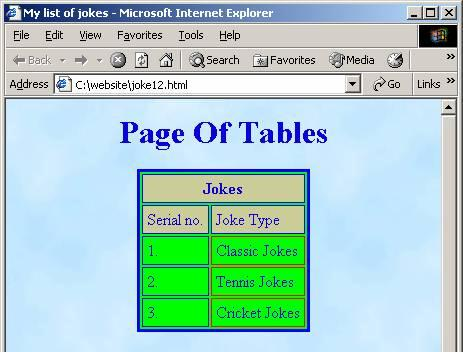 My list of jokes - Microsoft Internet Explorer
File Edit View Favorites Tools Help
Back Search Favorites Media »
Address C:\website\joke12.html Go Links »
Page Of Tables
Jokes
Serial no. Joke Type
1. Classic Jokes
2. Tennis Jokes
3. Cricket Jokes